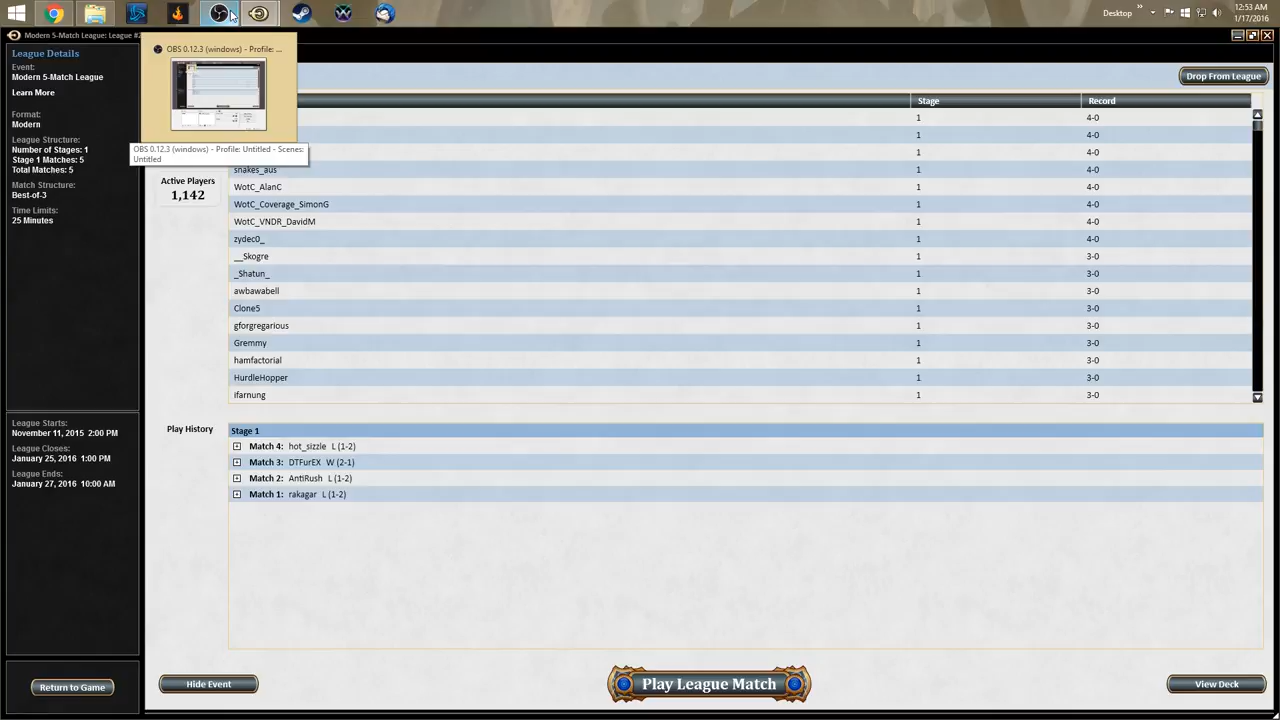 Desktop
12:53 AM
1/17/2016
Modern 5-Match League: League #2
OBS 0.12.3 (windows) - Profile: ...
OBS 0.12.3 (windows) - Profile: Untitled - Scenes:
Untitled
League Details
Event:
Modern 5-Match League
Learn More
Format:
Modern
League Structure:
Number of Stages: 1
Stage 1 Matches: 5
Total Matches: 5
Match Structure:
Best-of-3
Time Limits:
25 Minutes
League Starts:
November 11, 2015 2:00 PM
League Closes:
January 25, 2016 1:00 PM
League Ends:
January 27, 2016 10:00 AM
Return to Game
Drop From League
Active Players
1,142
Stage Record
1 4-0
1 4-0
1 4-0
snakes_aus 1 4-0
WotC_AlanC 1 4-0
WotC_Coverage_SimonG 1 4-0
WotC_VNDR_DavidM 1 4-0
zydec0_ 1 4-0
__Skogre 1 3-0
_Shatun_ 1 3-0
awbawabell 1 3-0
Clone5 1 3-0
gforgregarious 1 3-0
Gremmy 1 3-0
hamfactorial 1 3-0
HurdleHopper 1 3-0
ifarnung 1 3-0
Play History
Stage 1
Match 4: hot_sizzle L (1-2)
Match 3: DTFurEX W (2-1)
Match 2: AntiRush L (1-2)
Match 1: rakagar L (1-2)
Hide Event
Play League Match
View Deck